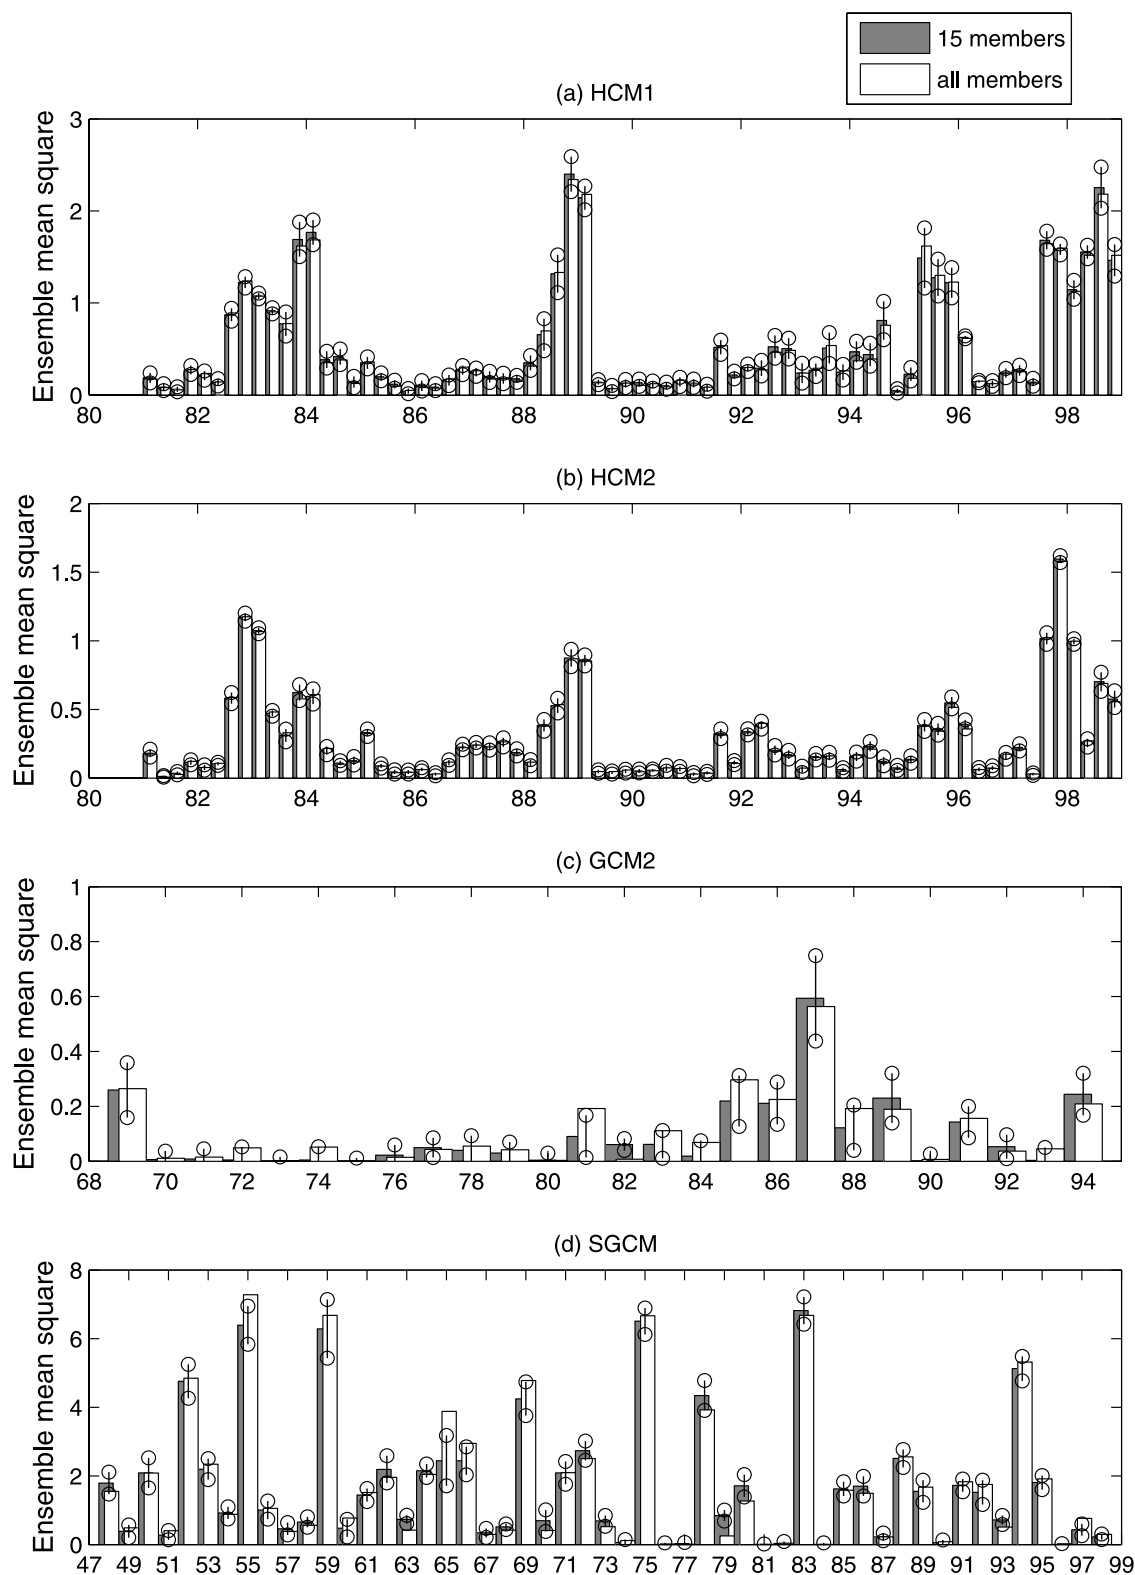 15 members
all members
(a) HCM1
Ensemble mean square
3
2
1
0
80 82 84 86 88 90 92 94 96 98
(b) HCM2
Ensemble mean square
2
1.5
1
0.5
0
80 82 84 86 88 90 92 94 96 98
(c) GCM2
Ensemble mean square
1
0.8
0.6
0.4
0.2
0
68 70 72 74 76 78 80 82 84 86 88 90 92 94
(d) SGCM
Ensemble mean square
8
6
4
2
0
47 49 51 53 55 57 59 61 63 65 67 69 71 73 75 77 79 81 83 85 87 89 91 93 95 97 99